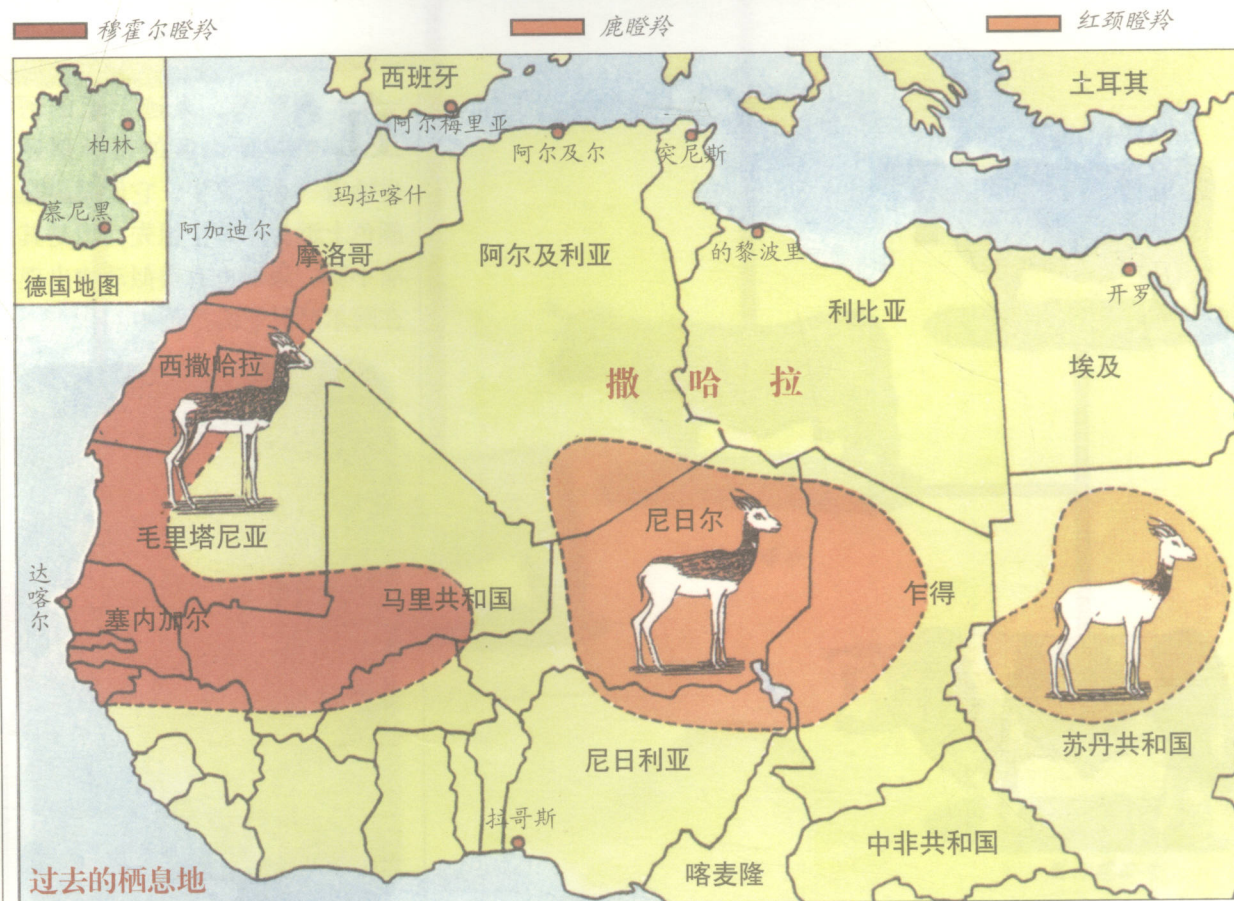 穆霍尔瞪羚
鹿瞪羚
红颈瞪羚
西班牙
土耳其
阿尔梅里亚
柏林
阿尔及尔
突尼斯
玛拉喀什
慕尼黑
阿加迪尔
摩洛哥
阿尔及利亚
的黎波里
德国地图
开罗
利比亚
西撒哈拉
撒哈拉
埃及
尼日尔
毛里塔尼亚
达喀尔
塞内加尔
马里共和国
乍得
苏丹共和国
尼日利亚
拉哥斯
中非共和国
喀麦隆
过去的栖息地